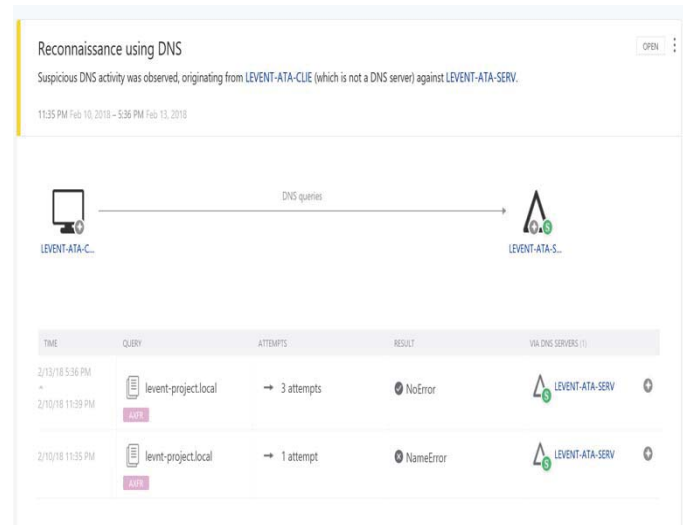 Reconnaissance using DNS
OPEN
Suspicious DNS activity was observed, originating from LEVENT-ATA-CLIE (which is not a DNS server) against LEVENT-ATA-SERV.
11:35 PM Feb 10, 2018 – 5:36 PM Feb 13, 2018
DNS queries
LEVENT-ATA-C...
S
LEVENT-ATA-S...
TIME QUERY ATTEMPTS RESULT VIA DNS SERVERS (1)
2/13/18 5:36 PM
2/10/18 11:39 PM
levent-project.local → 3 attempts NoError S LEVENT-ATA-SERV
AXFR
2/10/18 11:35 PM levnt-project.local → 1 attempt NameError S LEVENT-ATA-SERV
AXFR